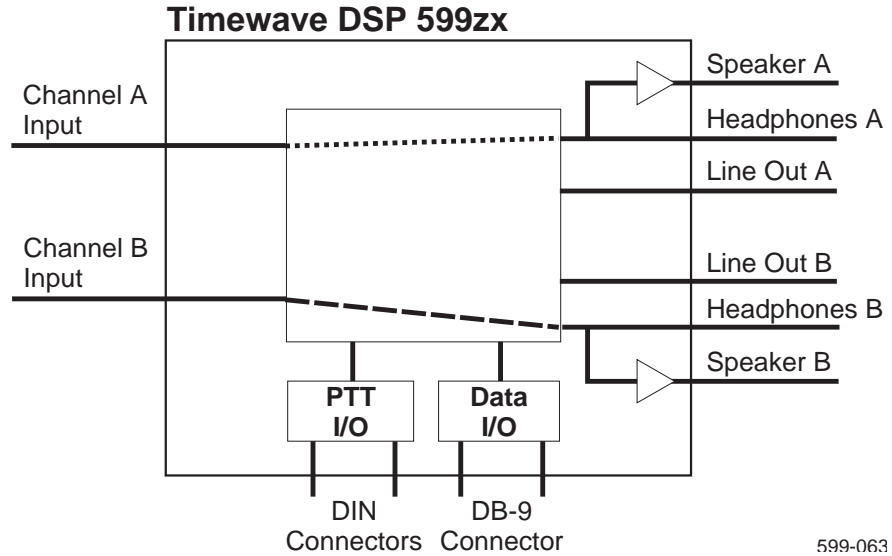 Timewave DSP 599zx
Channel A
Input
Speaker A
Headphones A
Line Out A
Channel B
Input
Line Out B
Headphones B
Speaker B
PTT
I/O
Data
I/O
DIN
Connectors
DB-9
Connector
599-063